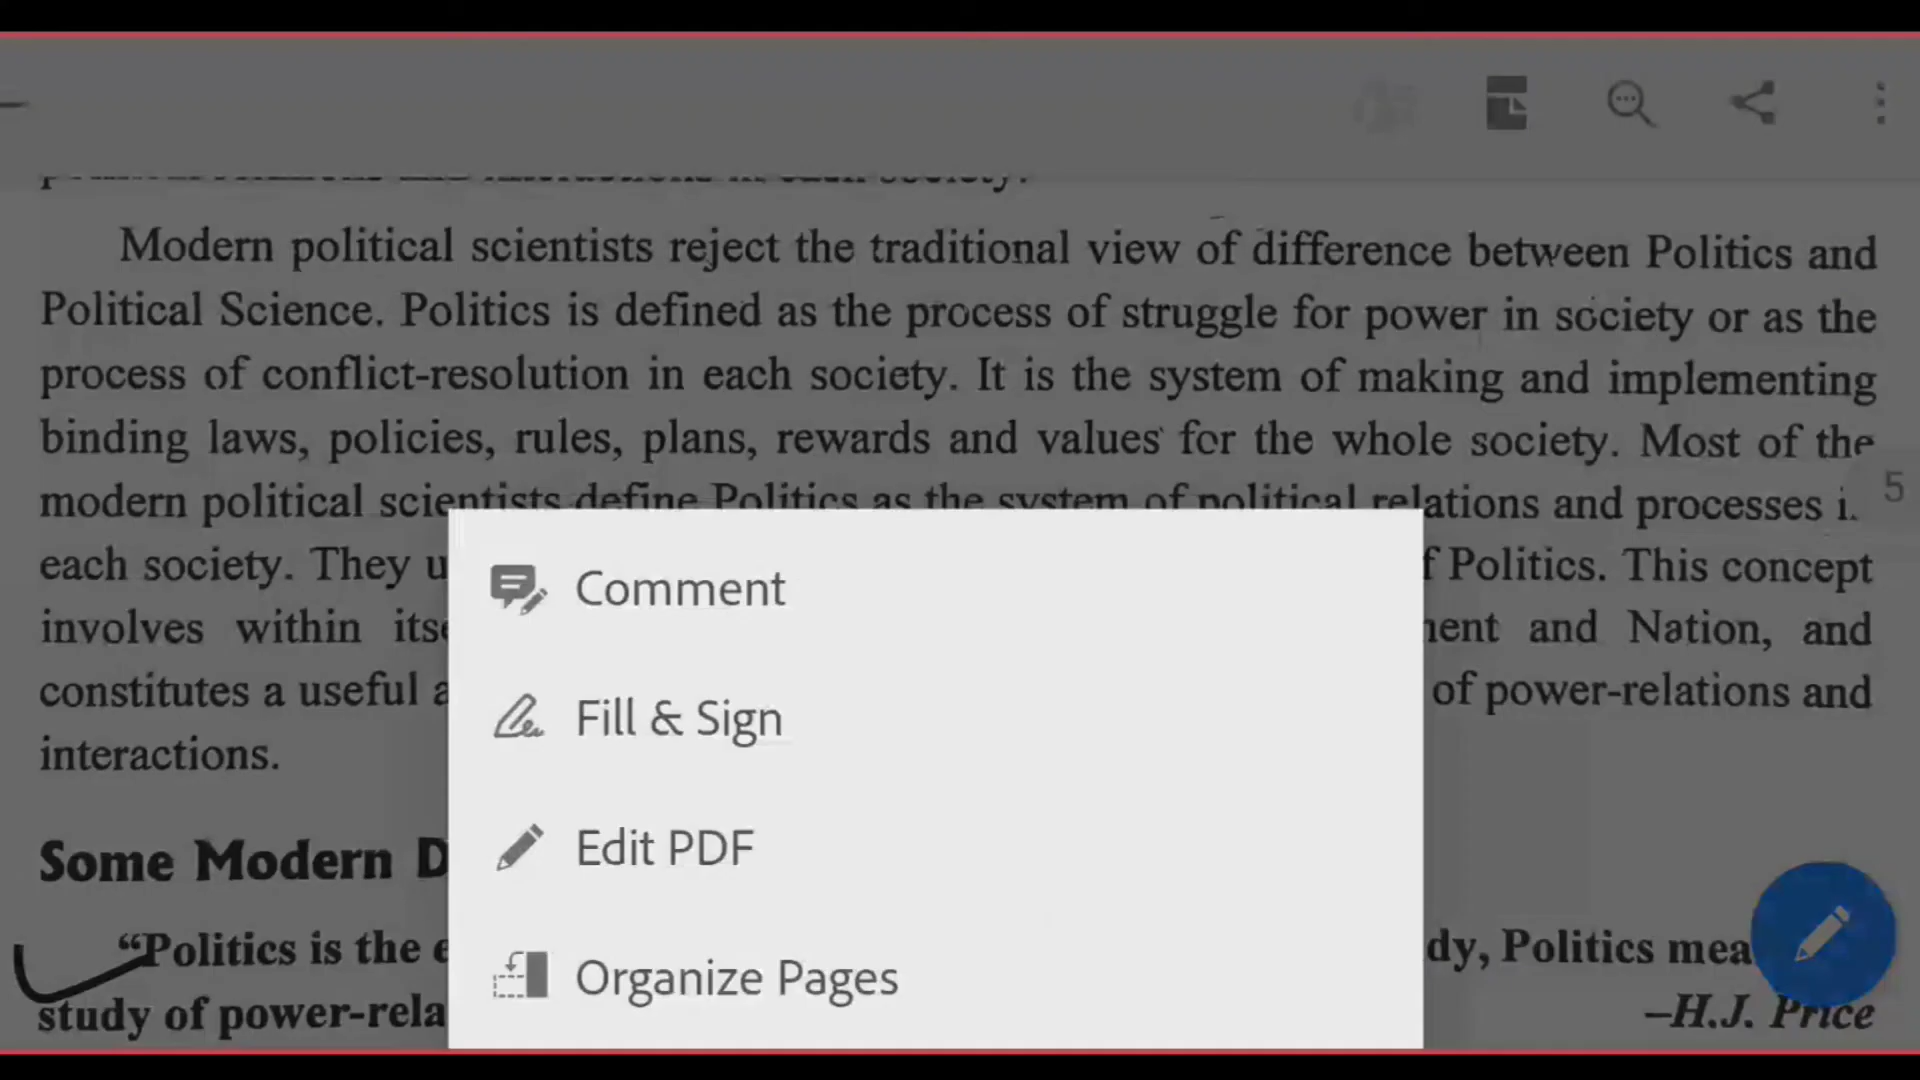 Modern political scientists reject the traditional view of difference between Politics and
Political Science. Politics is defined as the process of struggle for power in society or as the
process of conflict-resolution in each society. It is the system of making and implementing
binding laws, policies, rules, plans, rewards and values for the whole society. Most of the
modern political scientists define Politics as the system of political relations and processes i
5
each society. They u
f Politics. This concept
involves within itse
nent and Nation, and
constitutes a useful a
of power-relations and
interactions.
Some Modern D
"Politics is the e
dy, Politics mea
study of power-rela
–H.J. Price
Comment
Fill & Sign
Edit PDF
Organize Pages